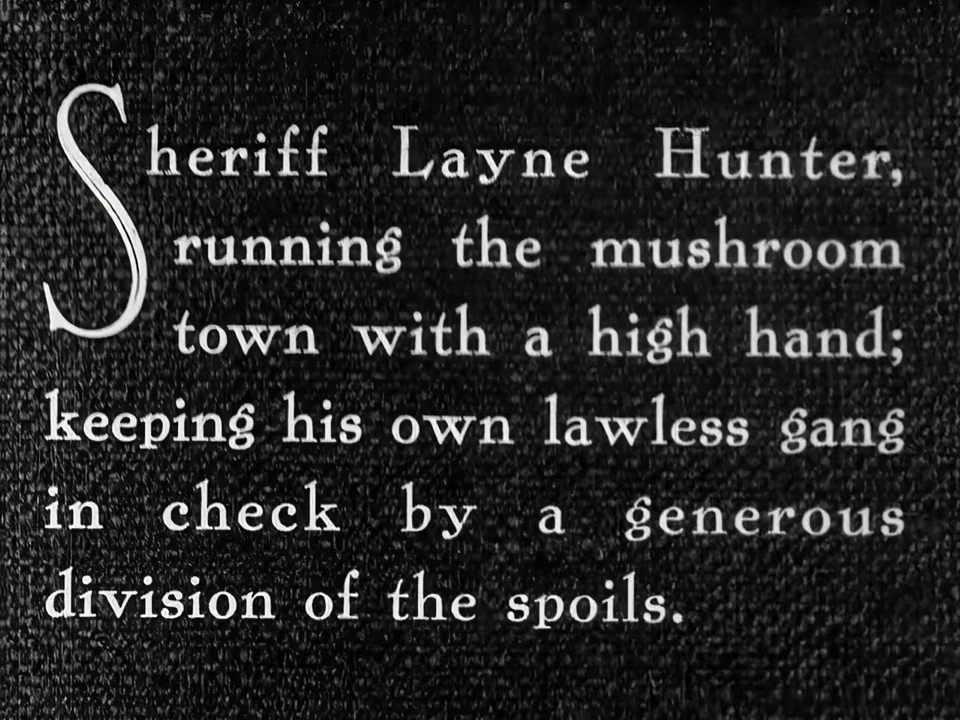 Sheriff Layne Hunter,
running the mushroom
town with a high hand;
keeping his own lawless gang
in check by a generous
division of the spoils.